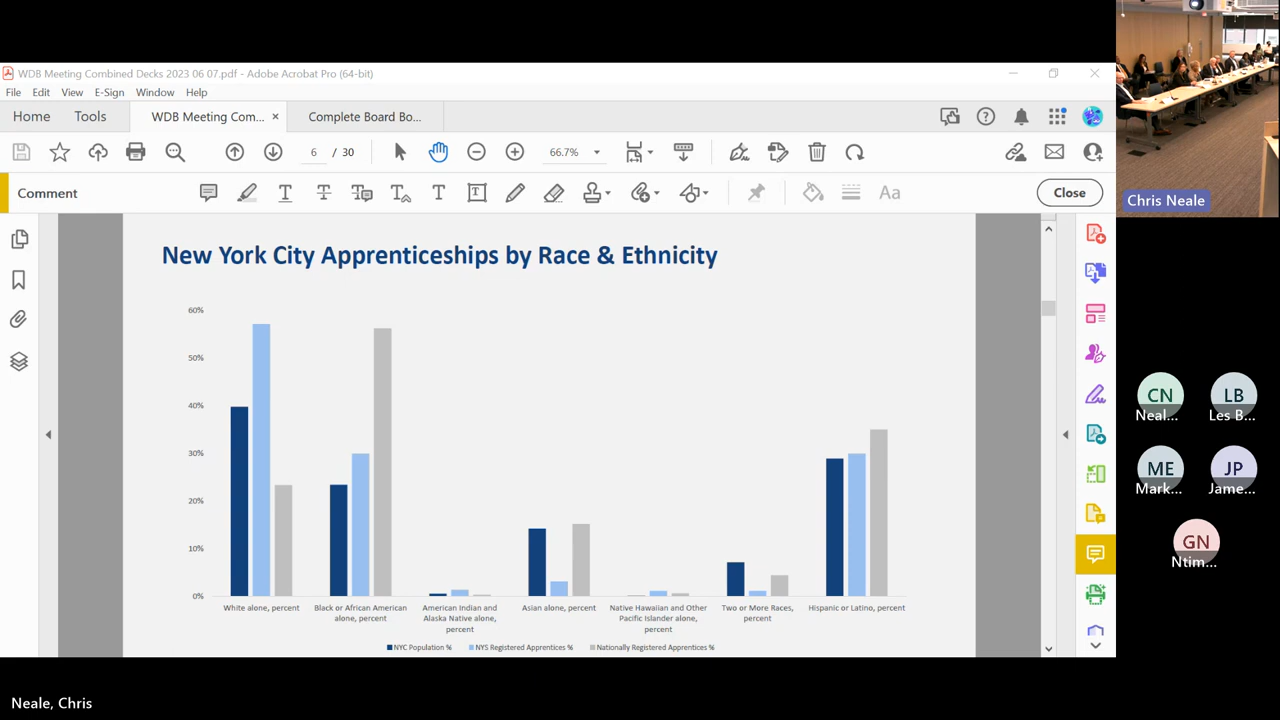 WDB Meeting Combined Decks 2023 06 07.pdf - Adobe Acrobat Pro (64-bit)
File Edit View E-Sign Window Help
Home Tools WDB Meeting Com... × Complete Board Bo...
6 / 30 66.7%
Comment
Aa
Close
New York City Apprenticeships by Race & Ethnicity
60%
50%
40%
30%
20%
10%
0%
White alone, percent
Black or African American
alone, percent
American Indian and
Alaska Native alone,
percent
Asian alone, percent
Native Hawaiian and Other
Pacific Islander alone,
percent
Two or More Races,
percent
Hispanic or Latino, percent
NYC Population % NYS Registered Apprentices % Nationally Registered Apprentices %
Chris Neale
CN
Neal...
LB
Les B...
ME
Mark...
JP
Jame...
GN
Ntim...
Neale, Chris